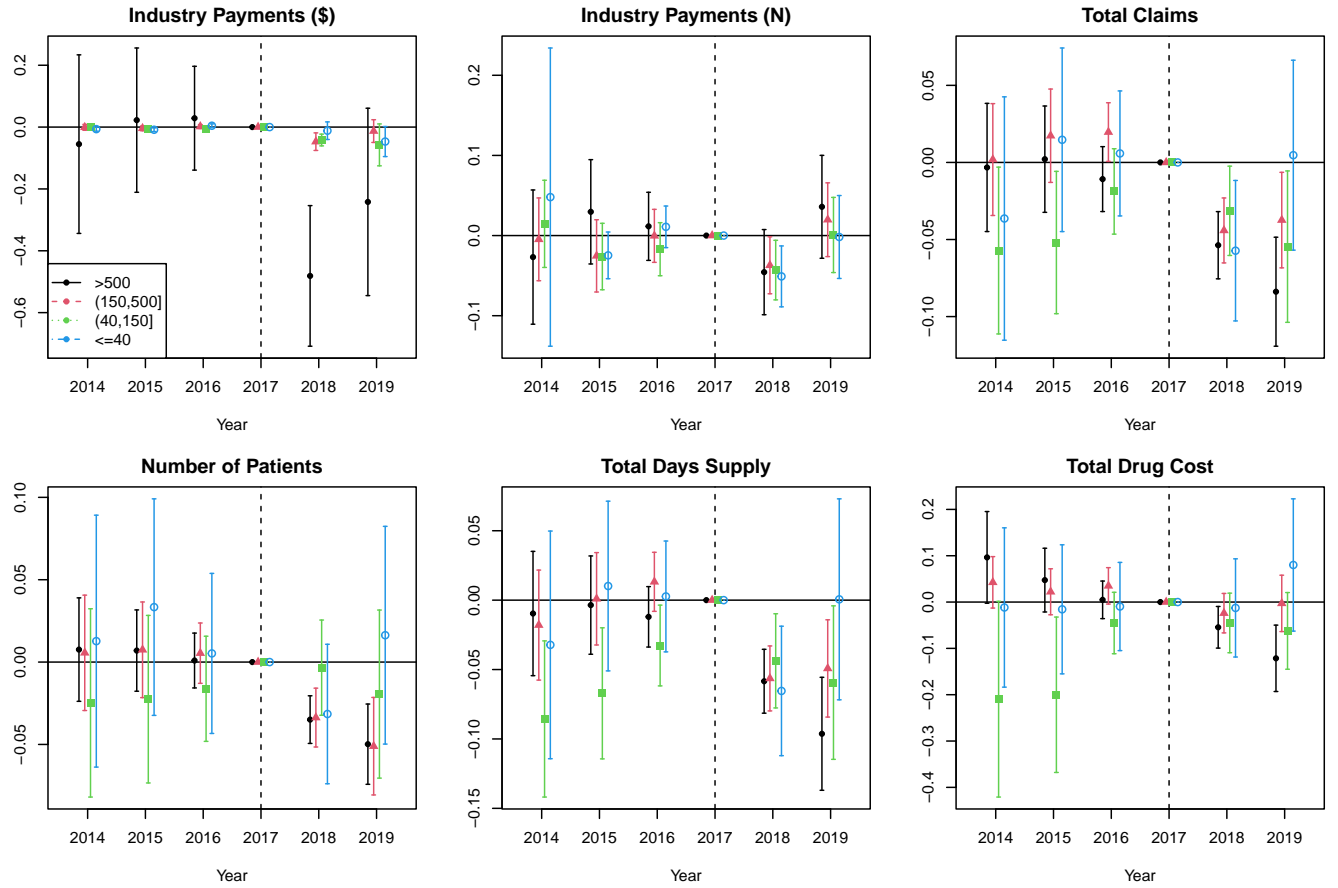 Industry Payments ($)
0.2
0.0
−0.2
−0.4
−0.6
>500
(150,500]
(40,150]
<=40
2014 2015 2016 2017 2018 2019
Year
Industry Payments (N)
0.2
0.1
0.0
−0.1
2014 2015 2016 2017 2018 2019
Year
Total Claims
0.05
0.00
−0.05
−0.10
2014 2015 2016 2017 2018 2019
Year
Number of Patients
0.10
0.05
0.00
−0.05
2014 2015 2016 2017 2018 2019
Year
Total Days Supply
0.05
0.00
−0.05
−0.10
−0.15
2014 2015 2016 2017 2018 2019
Year
Total Drug Cost
0.2
0.1
0.0
−0.1
−0.2
−0.3
−0.4
2014 2015 2016 2017 2018 2019
Year